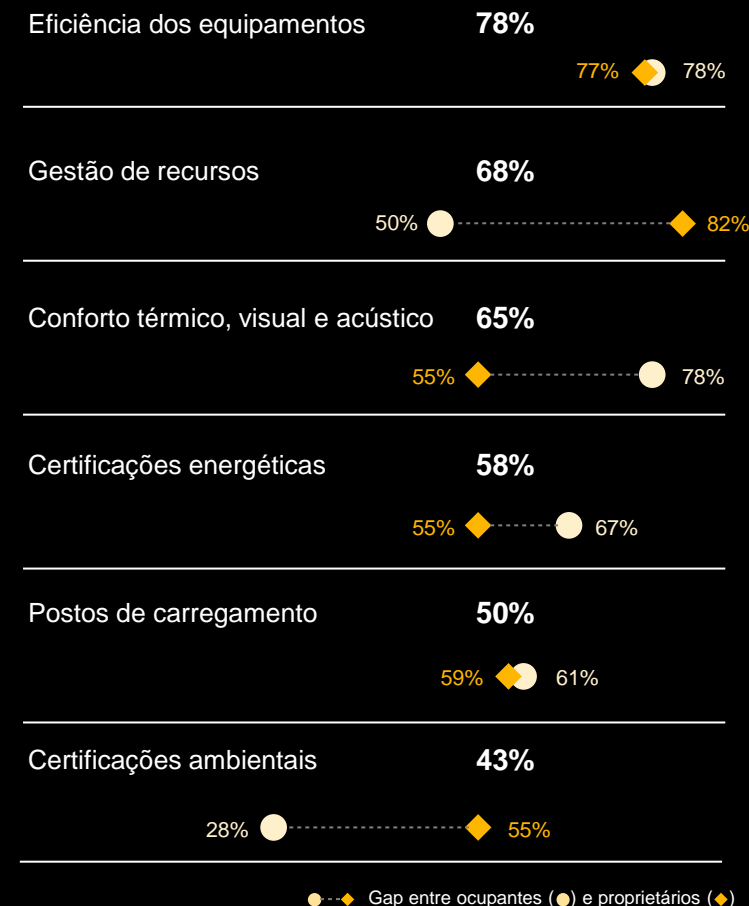 Eficiência dos equipamentos 78%
77% 78%
Gestão de recursos 68%
50% 82%
Conforto térmico, visual e acústico 65%
55% 78%
Certificações energéticas 58%
55% 67%
Postos de carregamento 50%
59% 61%
Certificações ambientais 43%
28% 55%
Gap entre ocupantes (●) e proprietários (◆)